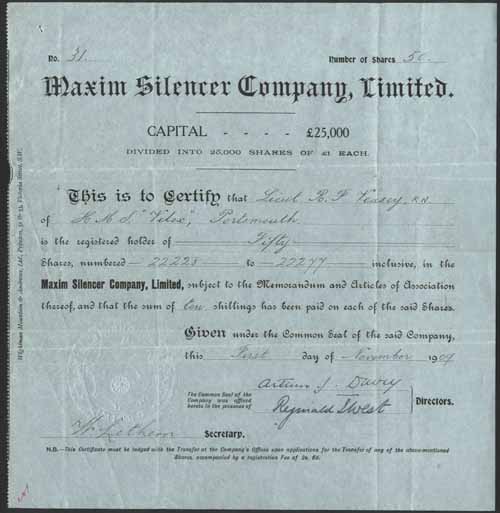 No. 31. Number of Shares 50.
Maxim Silencer Company, Limited.
CAPITAL - - - - £25,000
DIVIDED INTO 25,000 SHARES OF £1 EACH.
This is to Certify that Lieut R. F. Veasey, R.N.
of H.M.S "Velox", Portsmouth
is the registered holder of Fifty
Shares, numbered 22228 to 22277 inclusive, in the
Maxim Silencer Company, Limited, subject to the Memorandum and Articles of Association
thereof, and that the sum of ten shillings has been paid on each of the said Shares.
Given under the Common Seal of the said Company,
this First day of November 1909
The Common Seal of the
Company was affixed
hereto in the presence of
Arthur J. Davey
Reginald West
Directors.
Secretary.
N.B.—This Certificate must be lodged with the Transfer at the Company's Offices upon application for the Transfer of any of the above-mentioned
Shares, accompanied by a registration Fee of 2s. 6d.